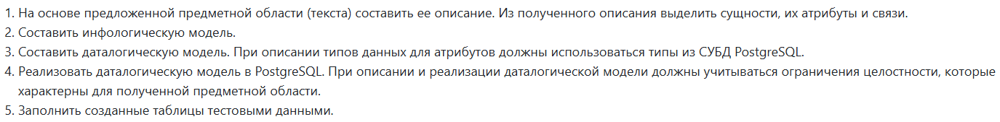 1. На основе предложенной предметной области (текста) составить ее описание. Из полученного описания выделить сущности, их атрибуты и связи.
2. Составить инфологическую модель.
3. Составить даталогическую модель. При описании типов данных для атрибутов должны использоваться типы из СУБД PostgreSQL.
4. Реализовать даталогическую модель в PostgreSQL. При описании и реализации даталогической модели должны учитываться ограничения целостности, которые
характерны для полученной предметной области.
5. Заполнить созданные таблицы тестовыми данными.